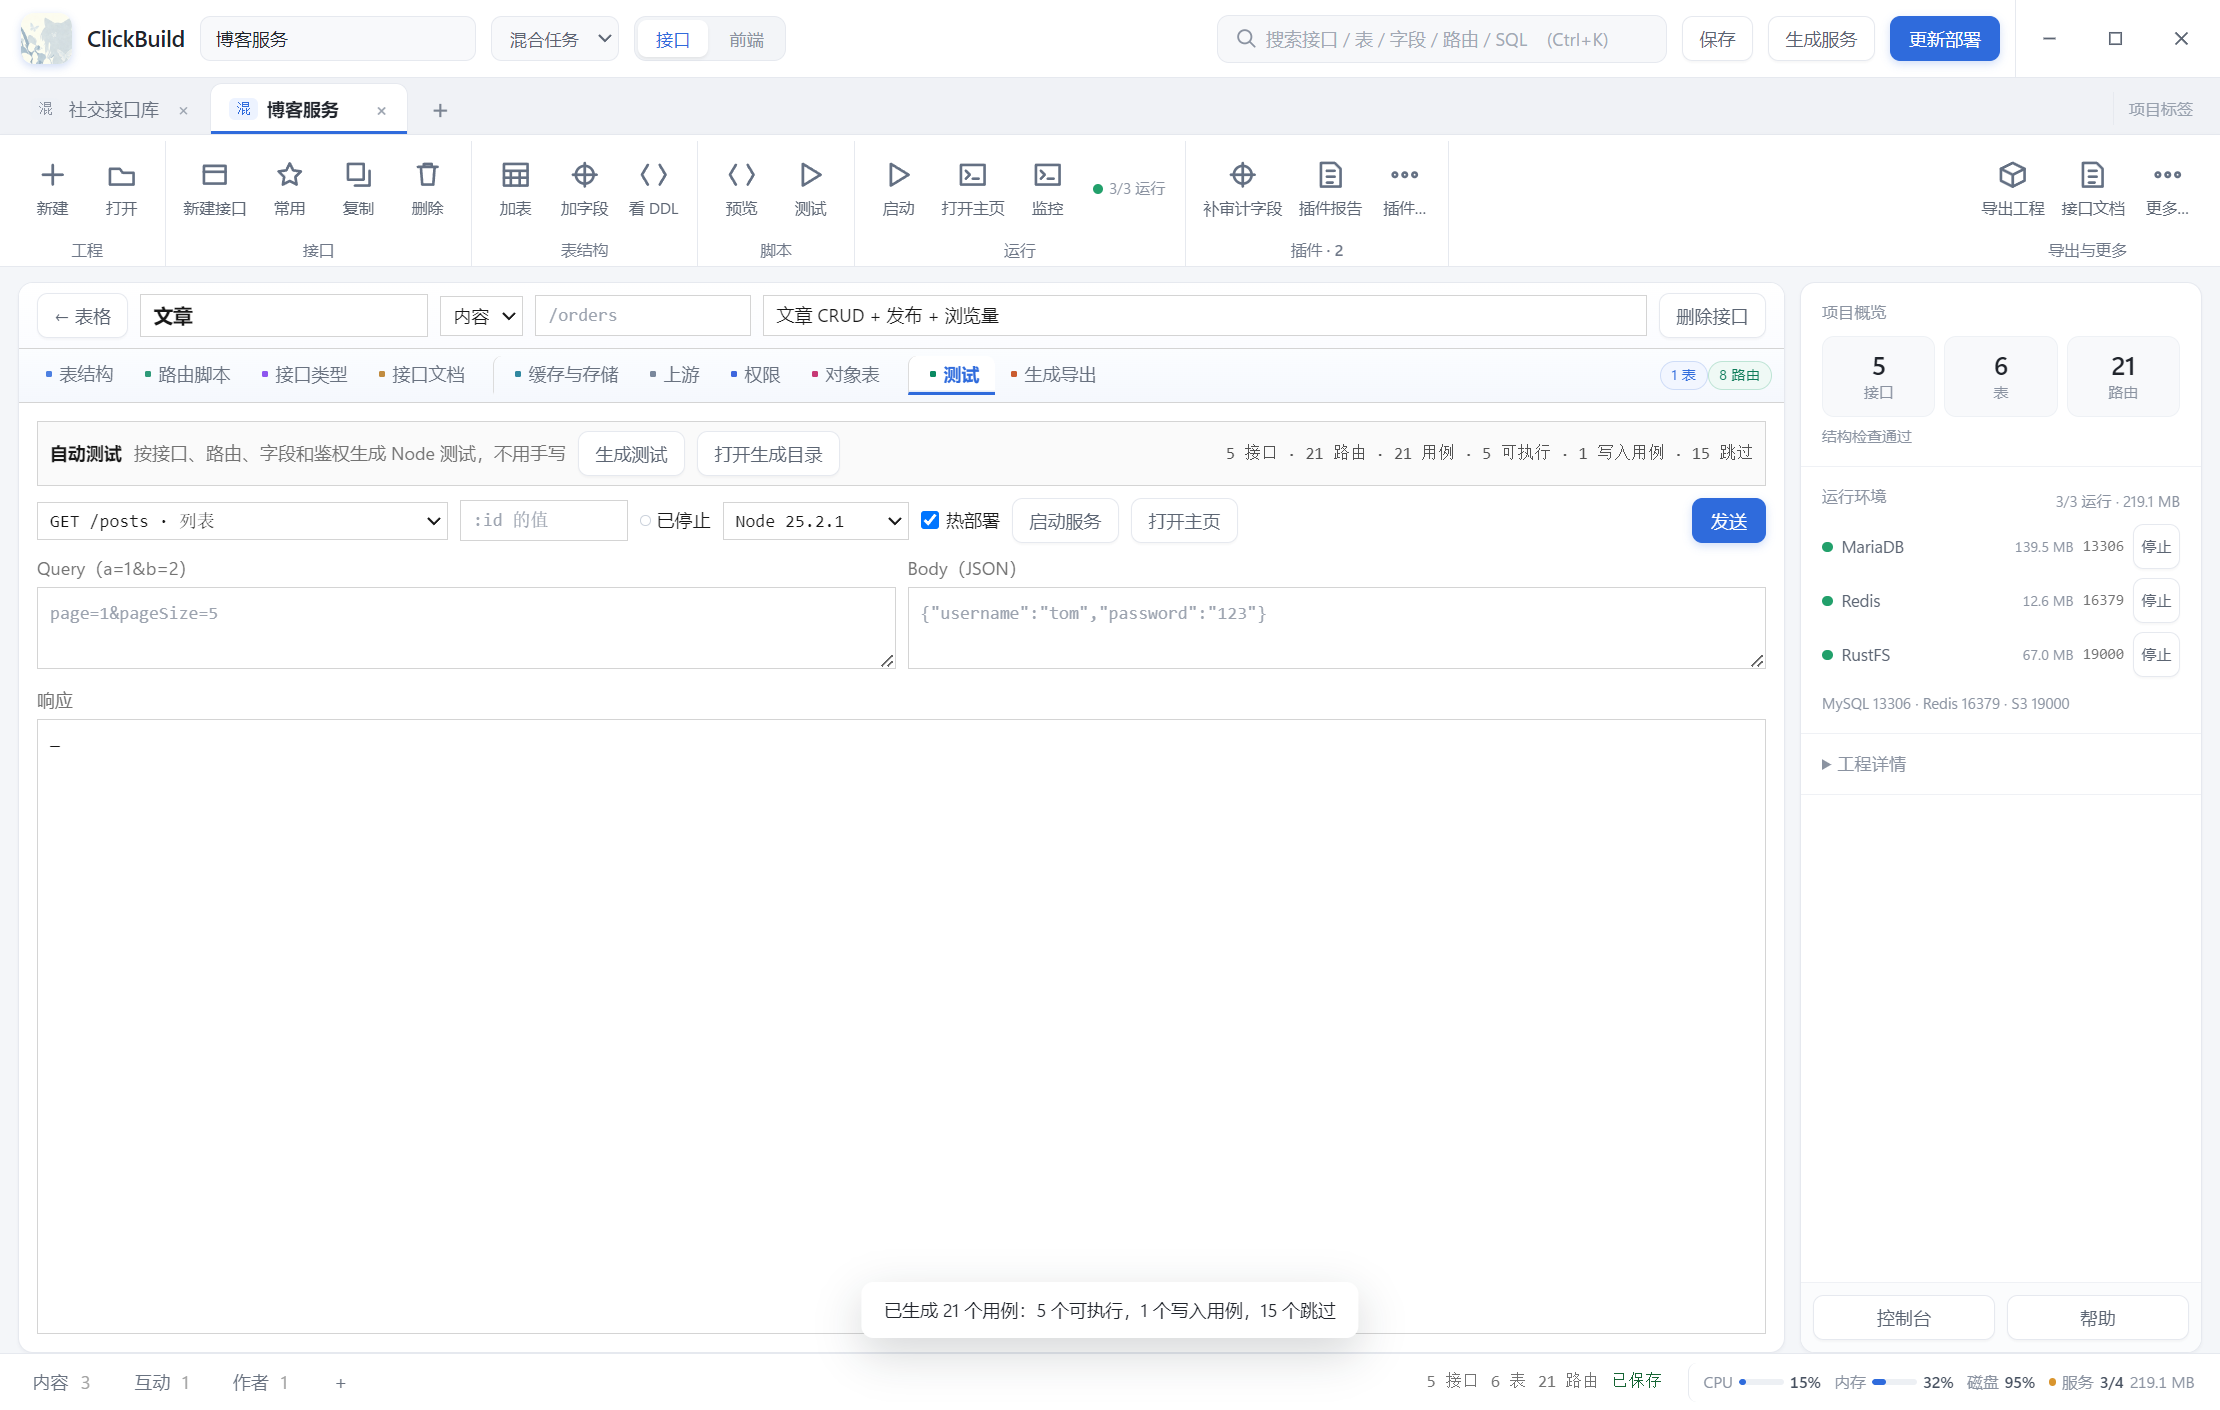 ClickBuild 博客服务 混合任务 接口 前端 搜索接口 / 表 / 字段 / 路由 / SQL （Ctrl+K） 保存 生成服务 更新部署
混 社交接口库 × 混 博客服务 × + 项目标签
新建 打开 新建接口 常用 复制 删除 加表 加字段 看 DDL 预览 测试 启动 打开主页 监控 3/3 运行 补审计字段 插件报告 插件... 导出工程 接口文档 更多...
工程 接口 表结构 脚本 运行 插件 · 2 导出与更多
← 表格 文章 内容 /orders 文章 CRUD + 发布 + 浏览量 删除接口
表结构 路由脚本 接口类型 接口文档 缓存与存储 上游 权限 对象表 测试 生成导出 1 表 8 路由
自动测试 按接口、路由、字段和鉴权生成 Node 测试，不用手写 生成测试 打开生成目录 5 接口 · 21 路由 · 21 用例 · 5 可执行 · 1 写入用例 · 15 跳过
GET /posts · 列表 :id 的值 已停止 Node 25.2.1 热部署 启动服务 打开主页 发送
Query（a=1&b=2） Body（JSON）
page=1&pageSize=5 {"username":"tom","password":"123"}
响应
—
已生成 21 个用例：5 个可执行，1 个写入用例，15 个跳过
项目概览
5 6 21
接口 表 路由
结构检查通过
运行环境 3/3 运行 · 219.1 MB
MariaDB 139.5 MB 13306 停止
Redis 12.6 MB 16379 停止
RustFS 67.0 MB 19000 停止
MySQL 13306 · Redis 16379 · S3 19000
▶ 工程详情
控制台 帮助
内容 3 互动 1 作者 1 + 5 接口 6 表 21 路由 已保存 CPU 15% 内存 32% 磁盘 95% 服务 3/4 219.1 MB